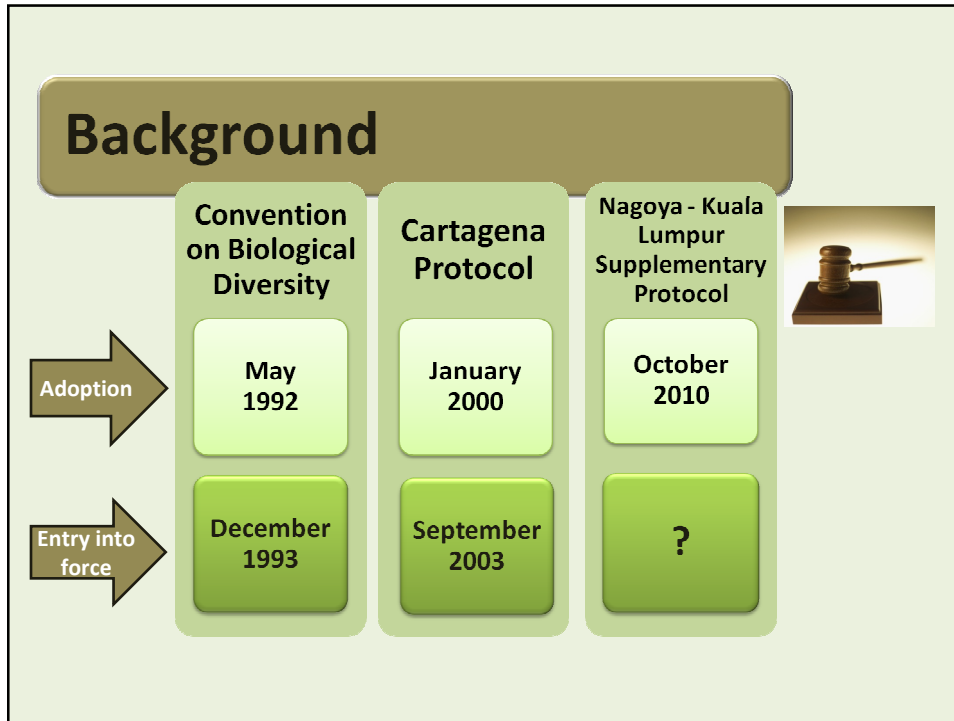 Background
Convention
on Biological
Diversity
Cartagena
Protocol
Nagoya - Kuala
Lumpur
Supplementary
Protocol
Adoption
May
1992
January
2000
October
2010
Entry into
force
December
1993
September
2003
?